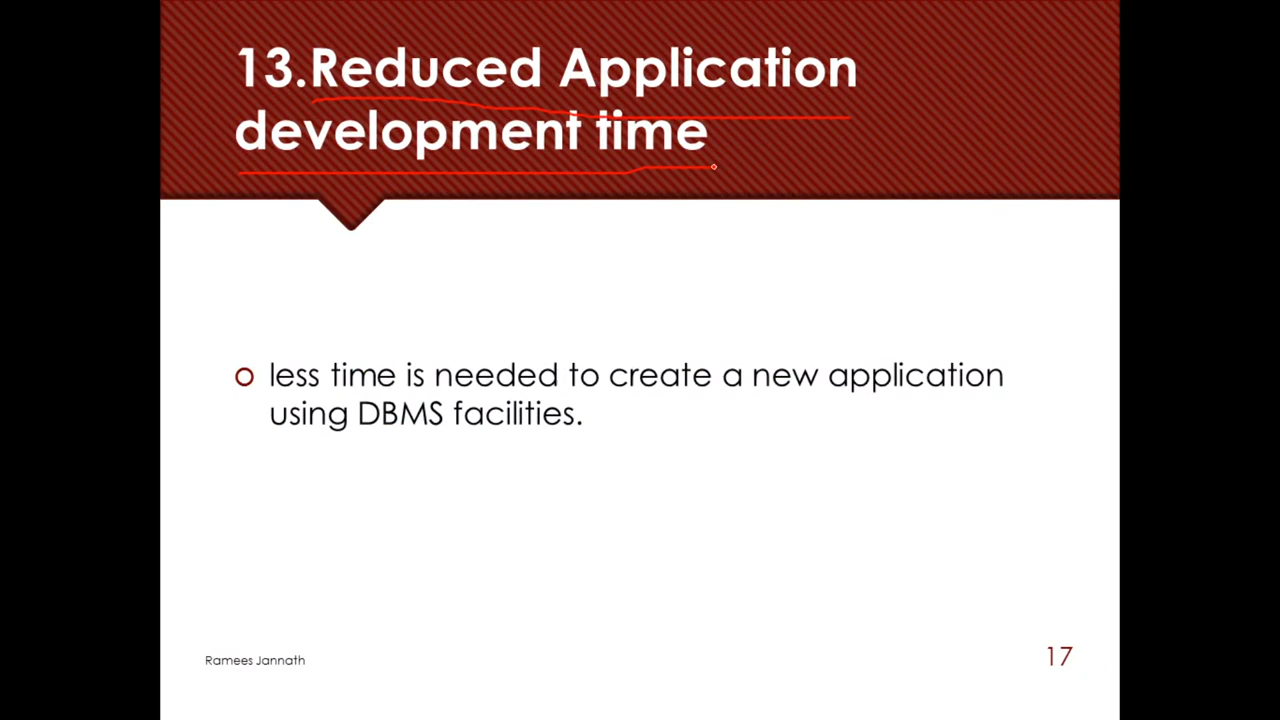 13.Reduced Application
development time
less time is needed to create a new application
using DBMS facilities.
Ramees Jannath
17